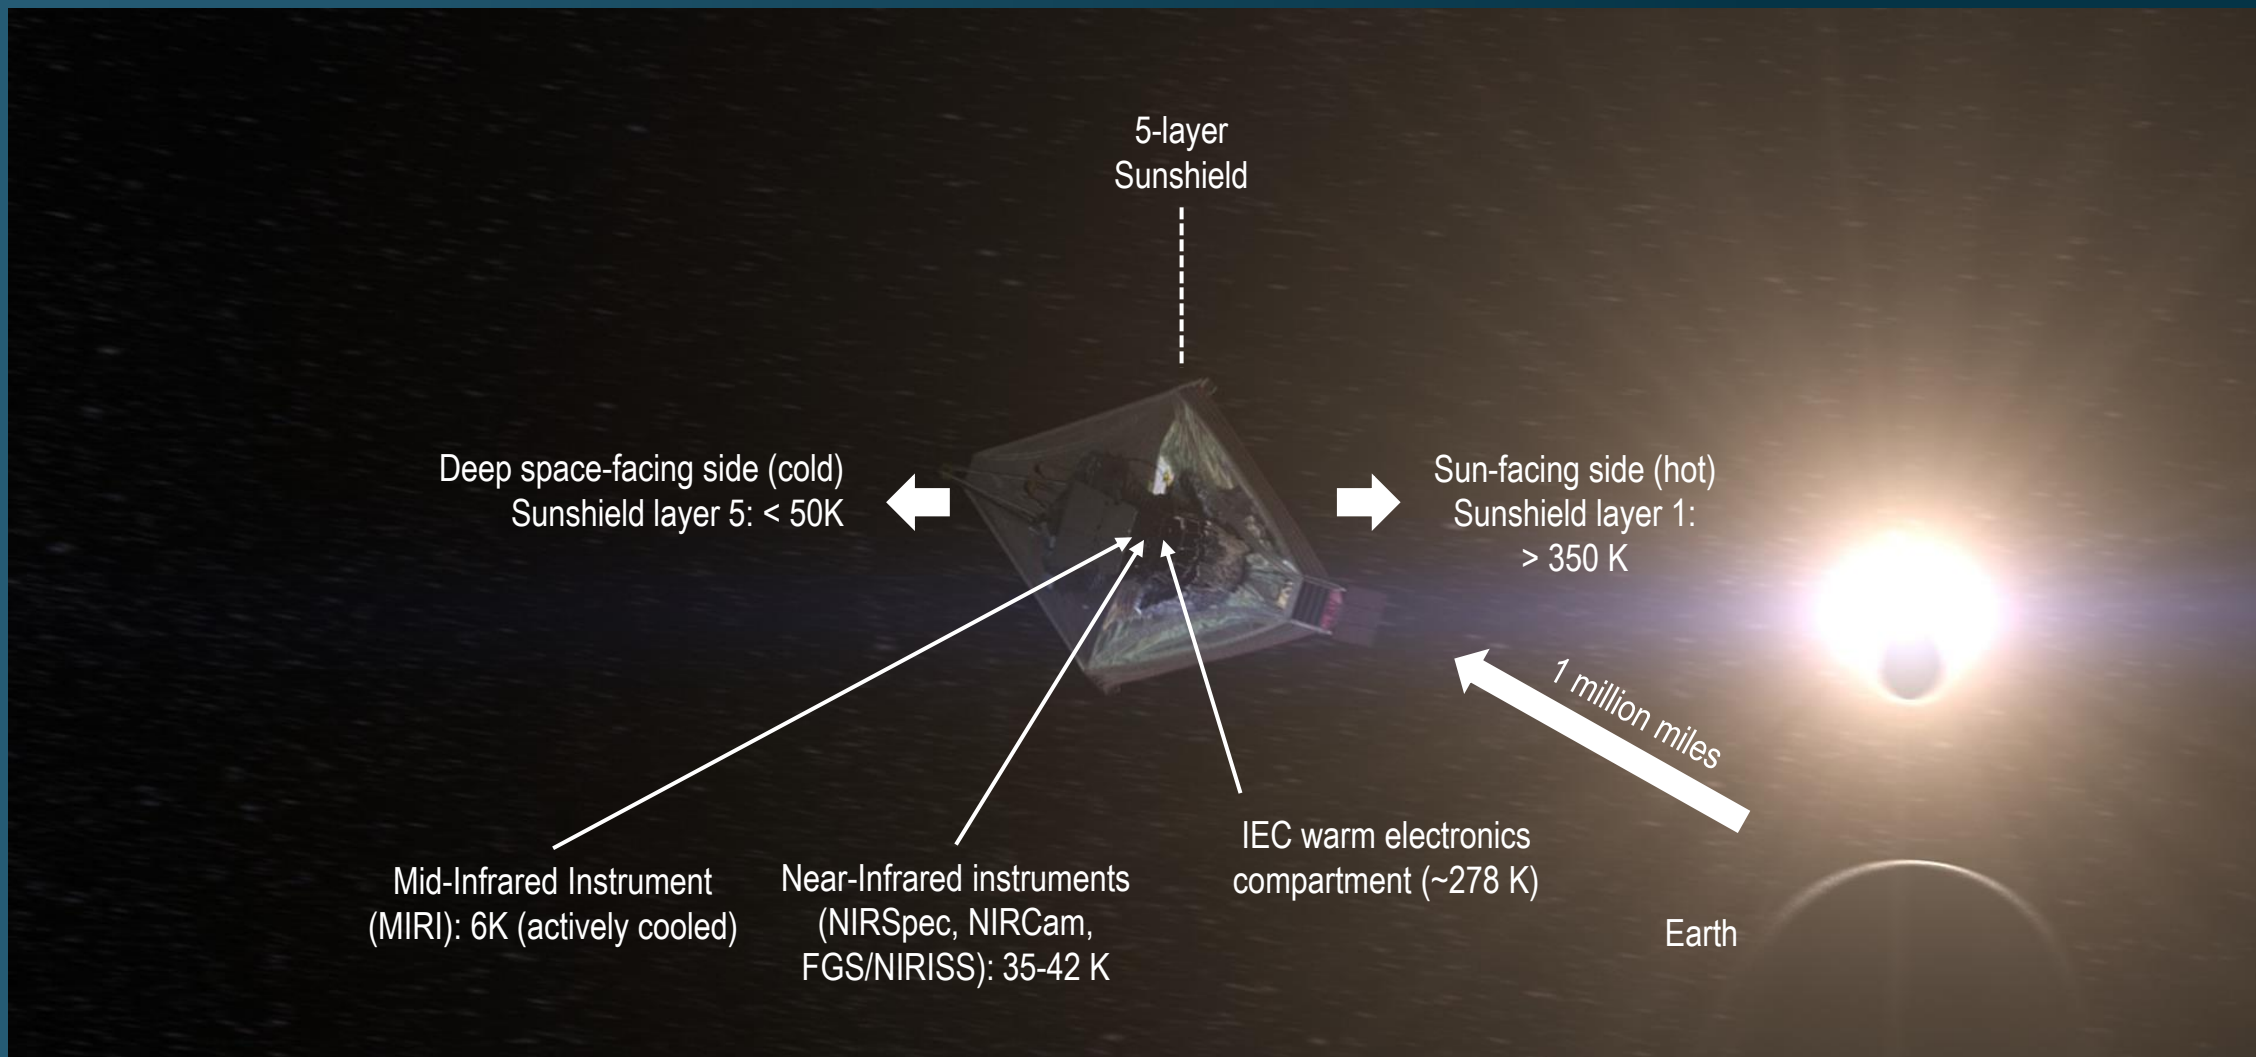 5-layer
Sunshield
Deep space-facing side (cold)
Sunshield layer 5: < 50K
Sun-facing side (hot)
Sunshield layer 1:
> 350 K
1 million miles
Mid-Infrared Instrument
(MIRI): 6K (actively cooled)
Near-Infrared instruments
(NIRSpec, NIRCam,
FGS/NIRISS): 35-42 K
IEC warm electronics
compartment (~278 K)
Earth